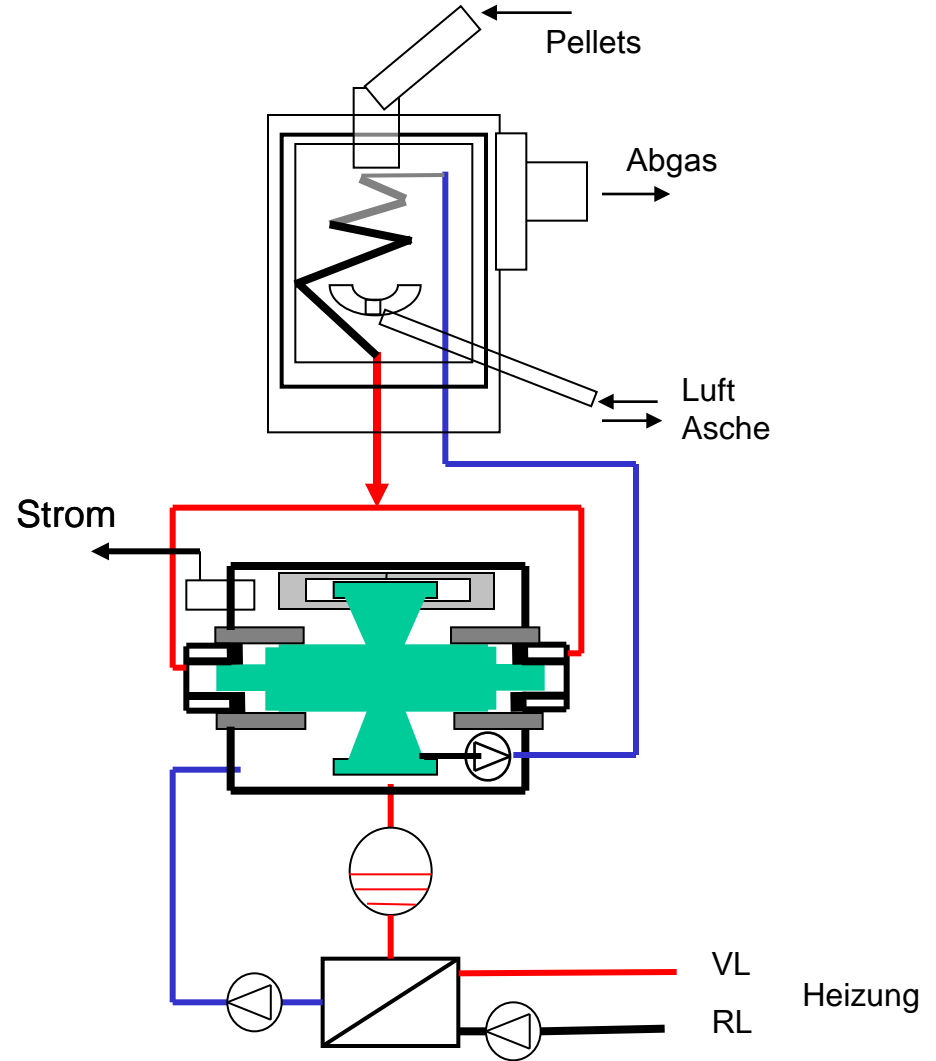 Pellets
Abgas
Luft
Asche
Strom
VL
Heizung
RL